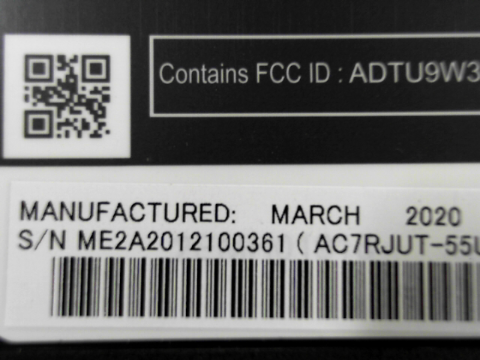 Contains FCC ID : ADTU9W3
MANUFACTURED: MARCH 2020
S/N ME2A2012100361 ( AC7RJUT-55U